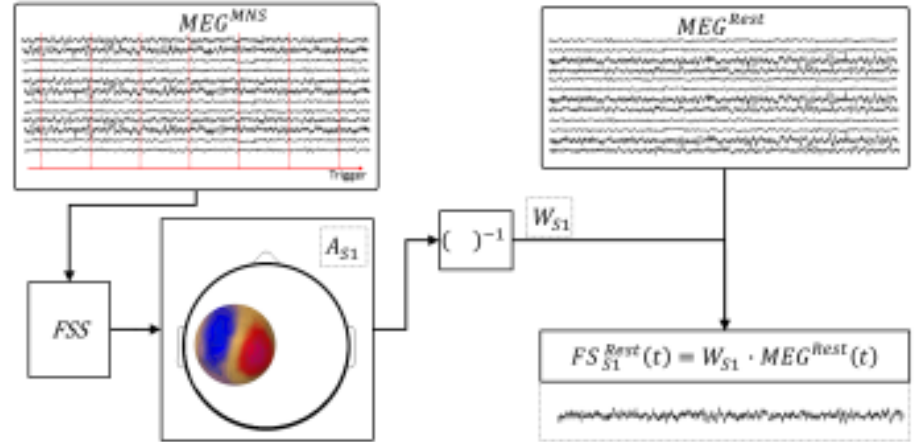 MEG^MNS
Trigger
MEG^Rest
FSS
A_S1
( )^−1
W_S1
FS_S1^Rest(t) = W_S1 · MEG^Rest(t)